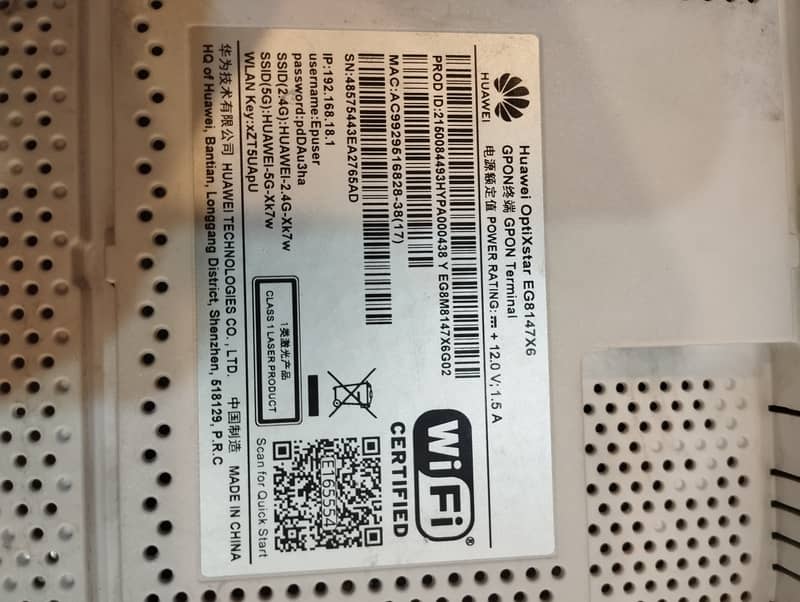 HUAWEI
Huawei OptiXstar EG8147X6
GPON终端 GPON Terminal
电源额定值 POWER RATING: ⎓ + 12.0 V; 1.5 A
PROD ID:2150084493HYPA000438 Y EG8M8147X6G02
MAC:AC9929516828-38(17)
SN:48575443EA2765AD
IP:192.168.18.1
username:Epuser
password:pdDAu3ha
SSID(2.4G):HUAWEI-2.4G-Xk7w
SSID(5G):HUAWEI-5G-Xk7w
WLAN Key:xZT5UApU
WiFi®
CERTIFIED
1类激光产品
CLASS 1 LASER PRODUCT
E165554
Scan for Quick Start
华为技术有限公司 HUAWEI TECHNOLOGIES CO., LTD. 中国制造 MADE IN CHINA
HQ of Huawei, Bantian, Longgang District, Shenzhen, 518129, P.R.C